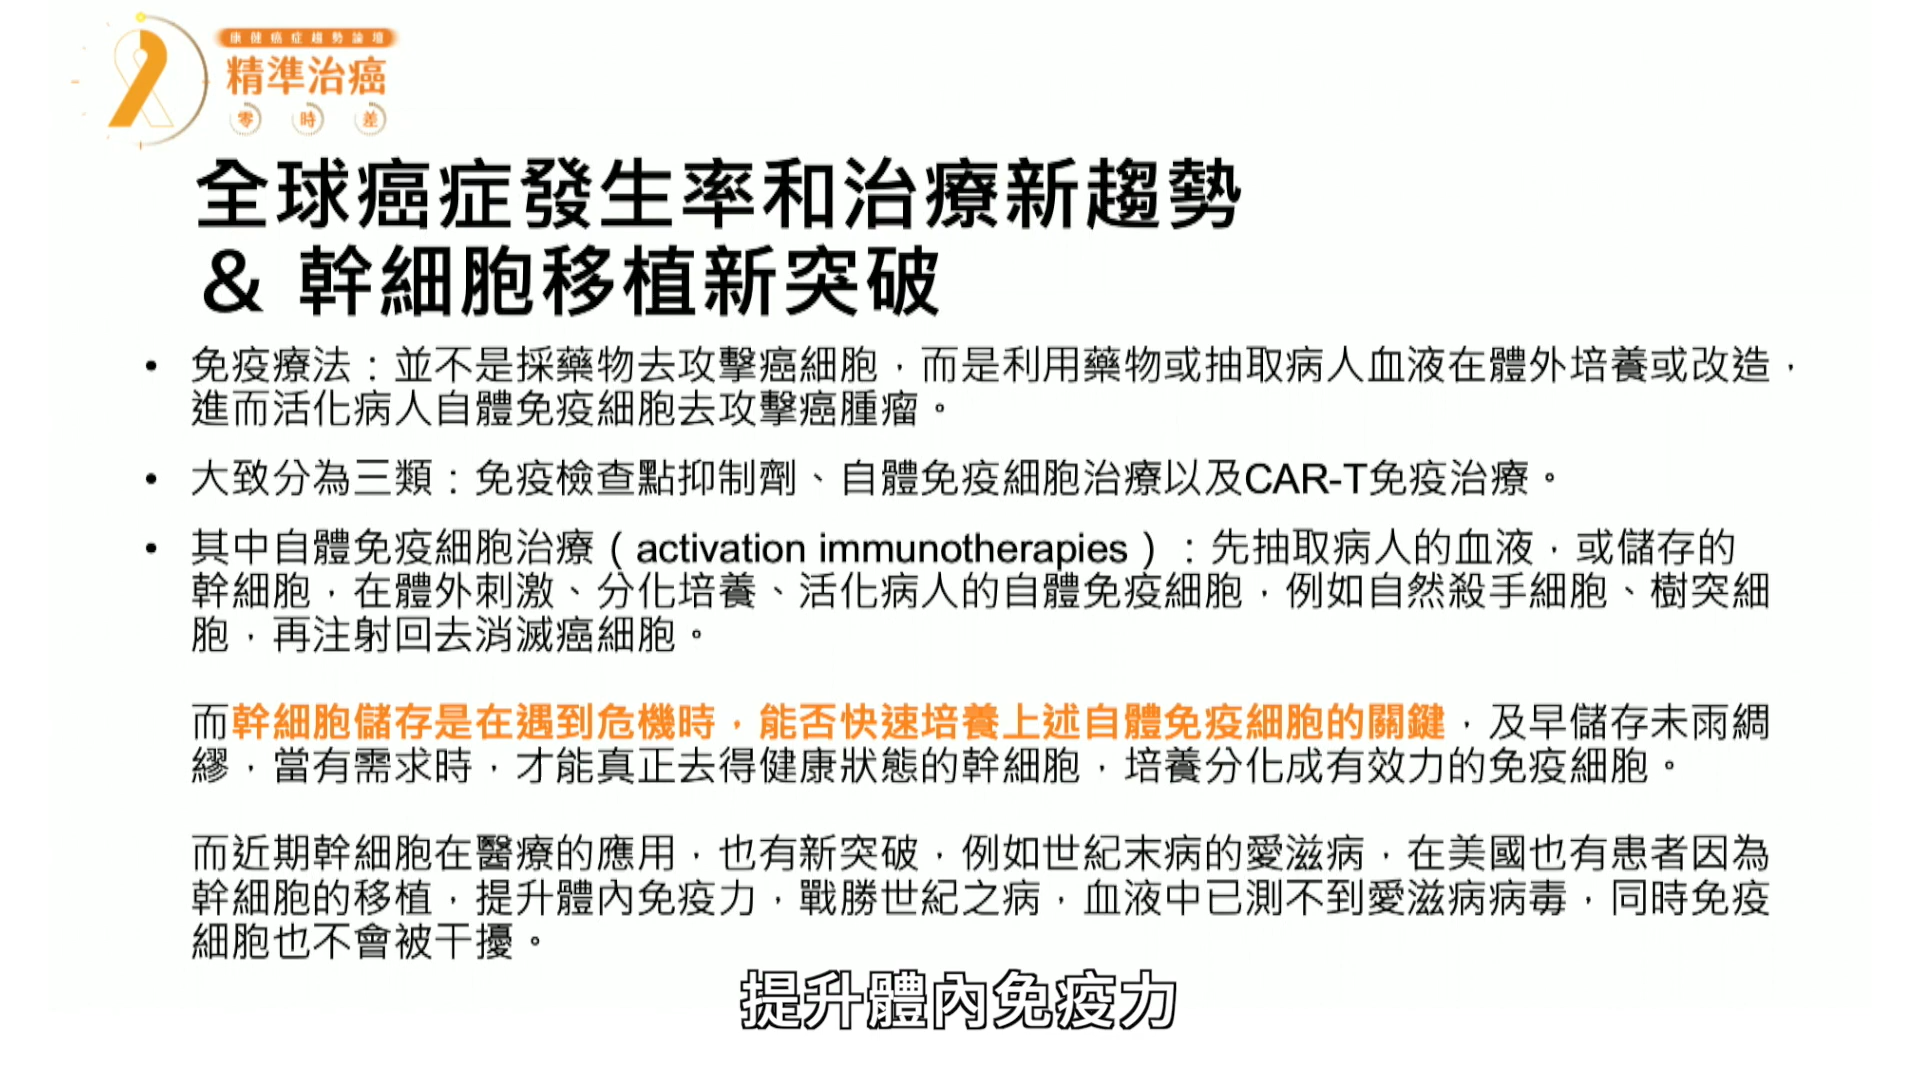 康健癌症趨勢論壇
精準治癌
零時差
全球癌症發生率和治療新趨勢
& 幹細胞移植新突破
• 免疫療法：並不是採藥物去攻擊癌細胞，而是利用藥物或抽取病人血液在體外培養或改造，
進而活化病人自體免疫細胞去攻擊癌腫瘤。
• 大致分為三類：免疫檢查點抑制劑、自體免疫細胞治療以及CAR-T免疫治療。
• 其中自體免疫細胞治療（activation immunotherapies）：先抽取病人的血液，或儲存的
幹細胞，在體外刺激、分化培養、活化病人的自體免疫細胞，例如自然殺手細胞、樹突細
胞，再注射回去消滅癌細胞。
而幹細胞儲存是在遇到危機時，能否快速培養上述自體免疫細胞的關鍵，及早儲存未雨綢
繆，當有需求時，才能真正去得健康狀態的幹細胞，培養分化成有效力的免疫細胞。
而近期幹細胞在醫療的應用，也有新突破，例如世紀末病的愛滋病，在美國也有患者因為
幹細胞的移植，提升體內免疫力，戰勝世紀之病，血液中已測不到愛滋病病毒，同時免疫
細胞也不會被干擾。
提升體內免疫力